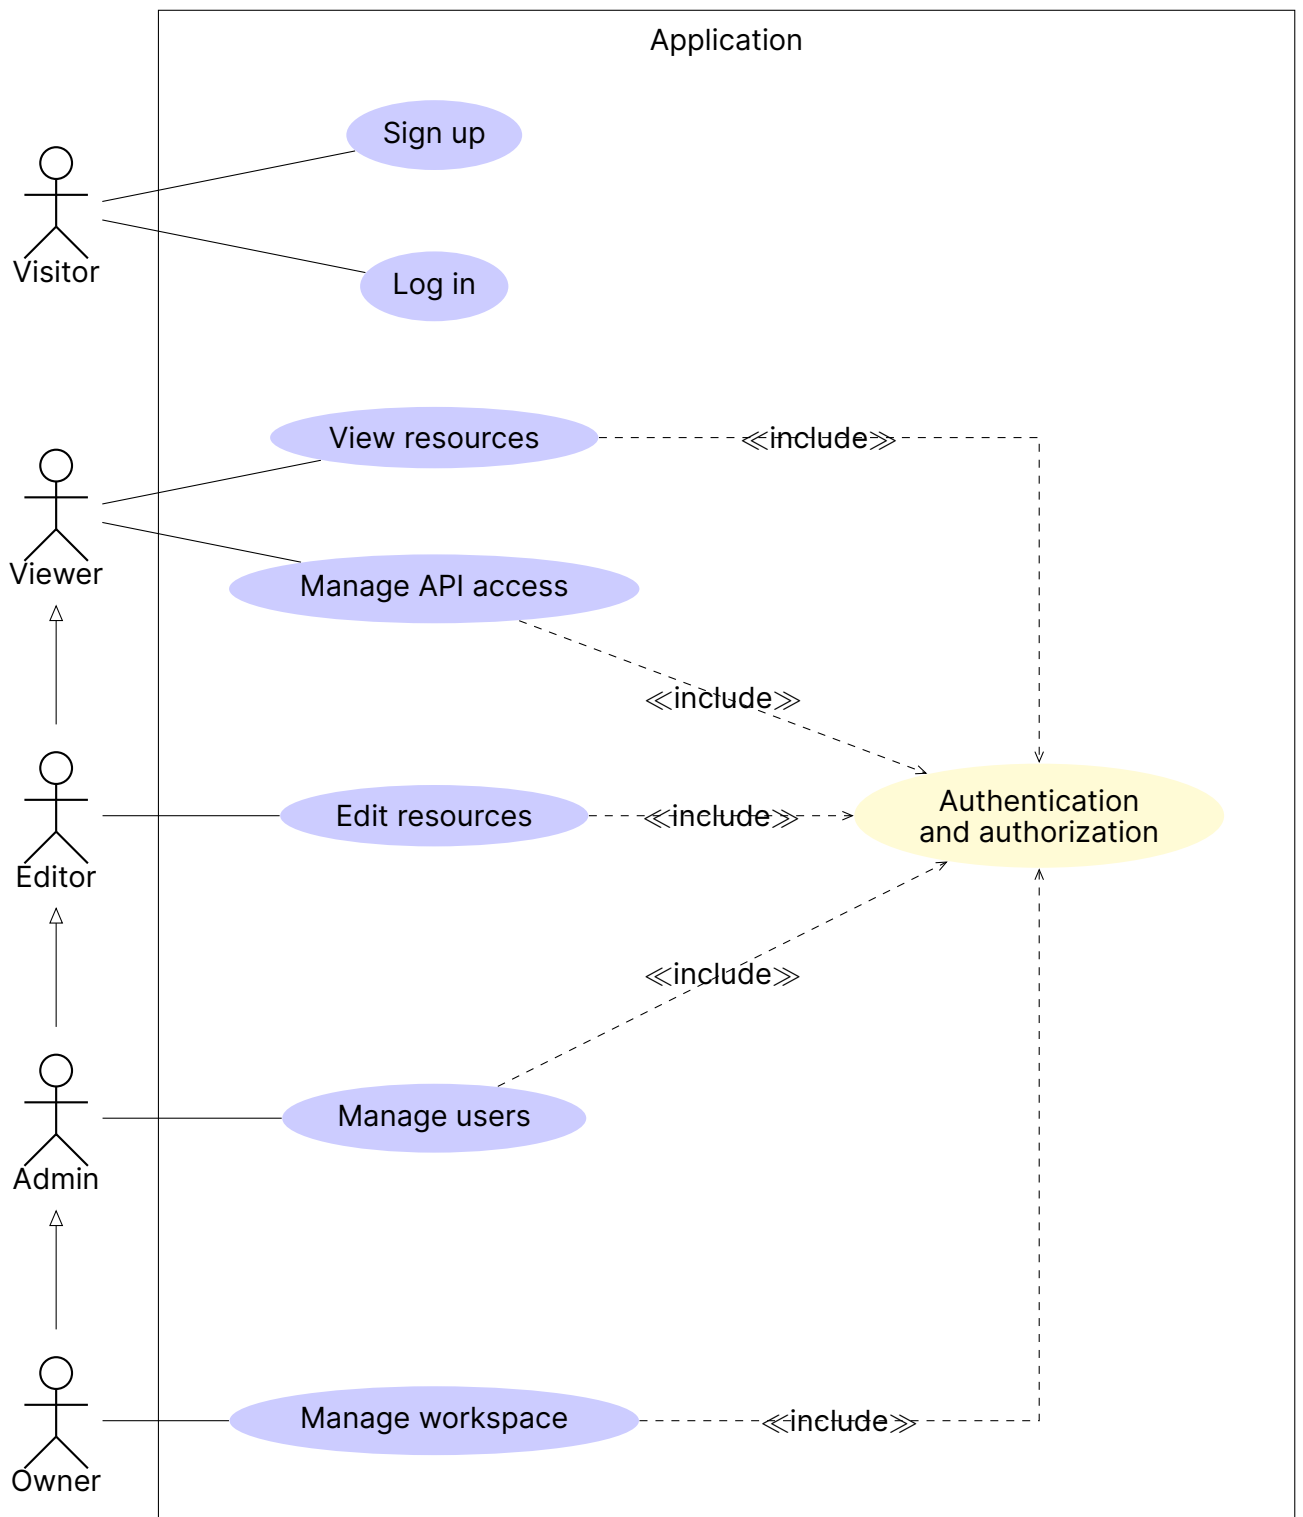 Application
Sign up
Visitor
Log in
View resources
≪include≫
Viewer
Manage API access
≪include≫
Editor
Edit resources
≪include≫
Authentication
and authorization
≪include≫
Admin
Manage users
Owner
Manage workspace
≪include≫